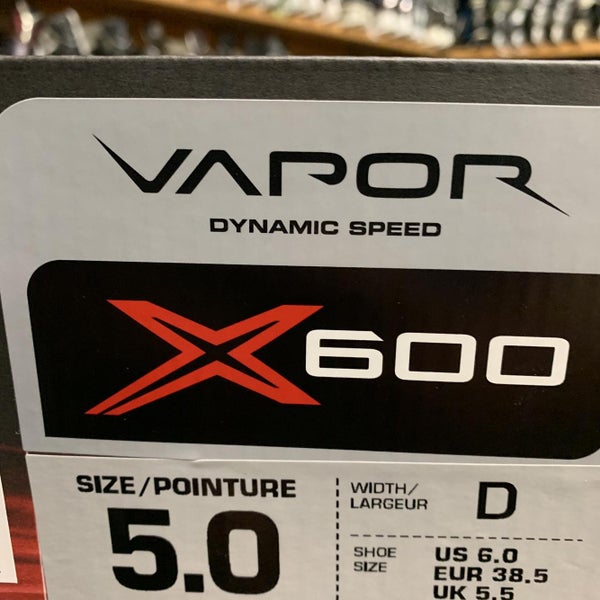 VAPOR
DYNAMIC SPEED
X600
SIZE/POINTURE
5.0
WIDTH/
LARGEUR
D
SHOE
SIZE
US 6.0
EUR 38.5
UK 5.5